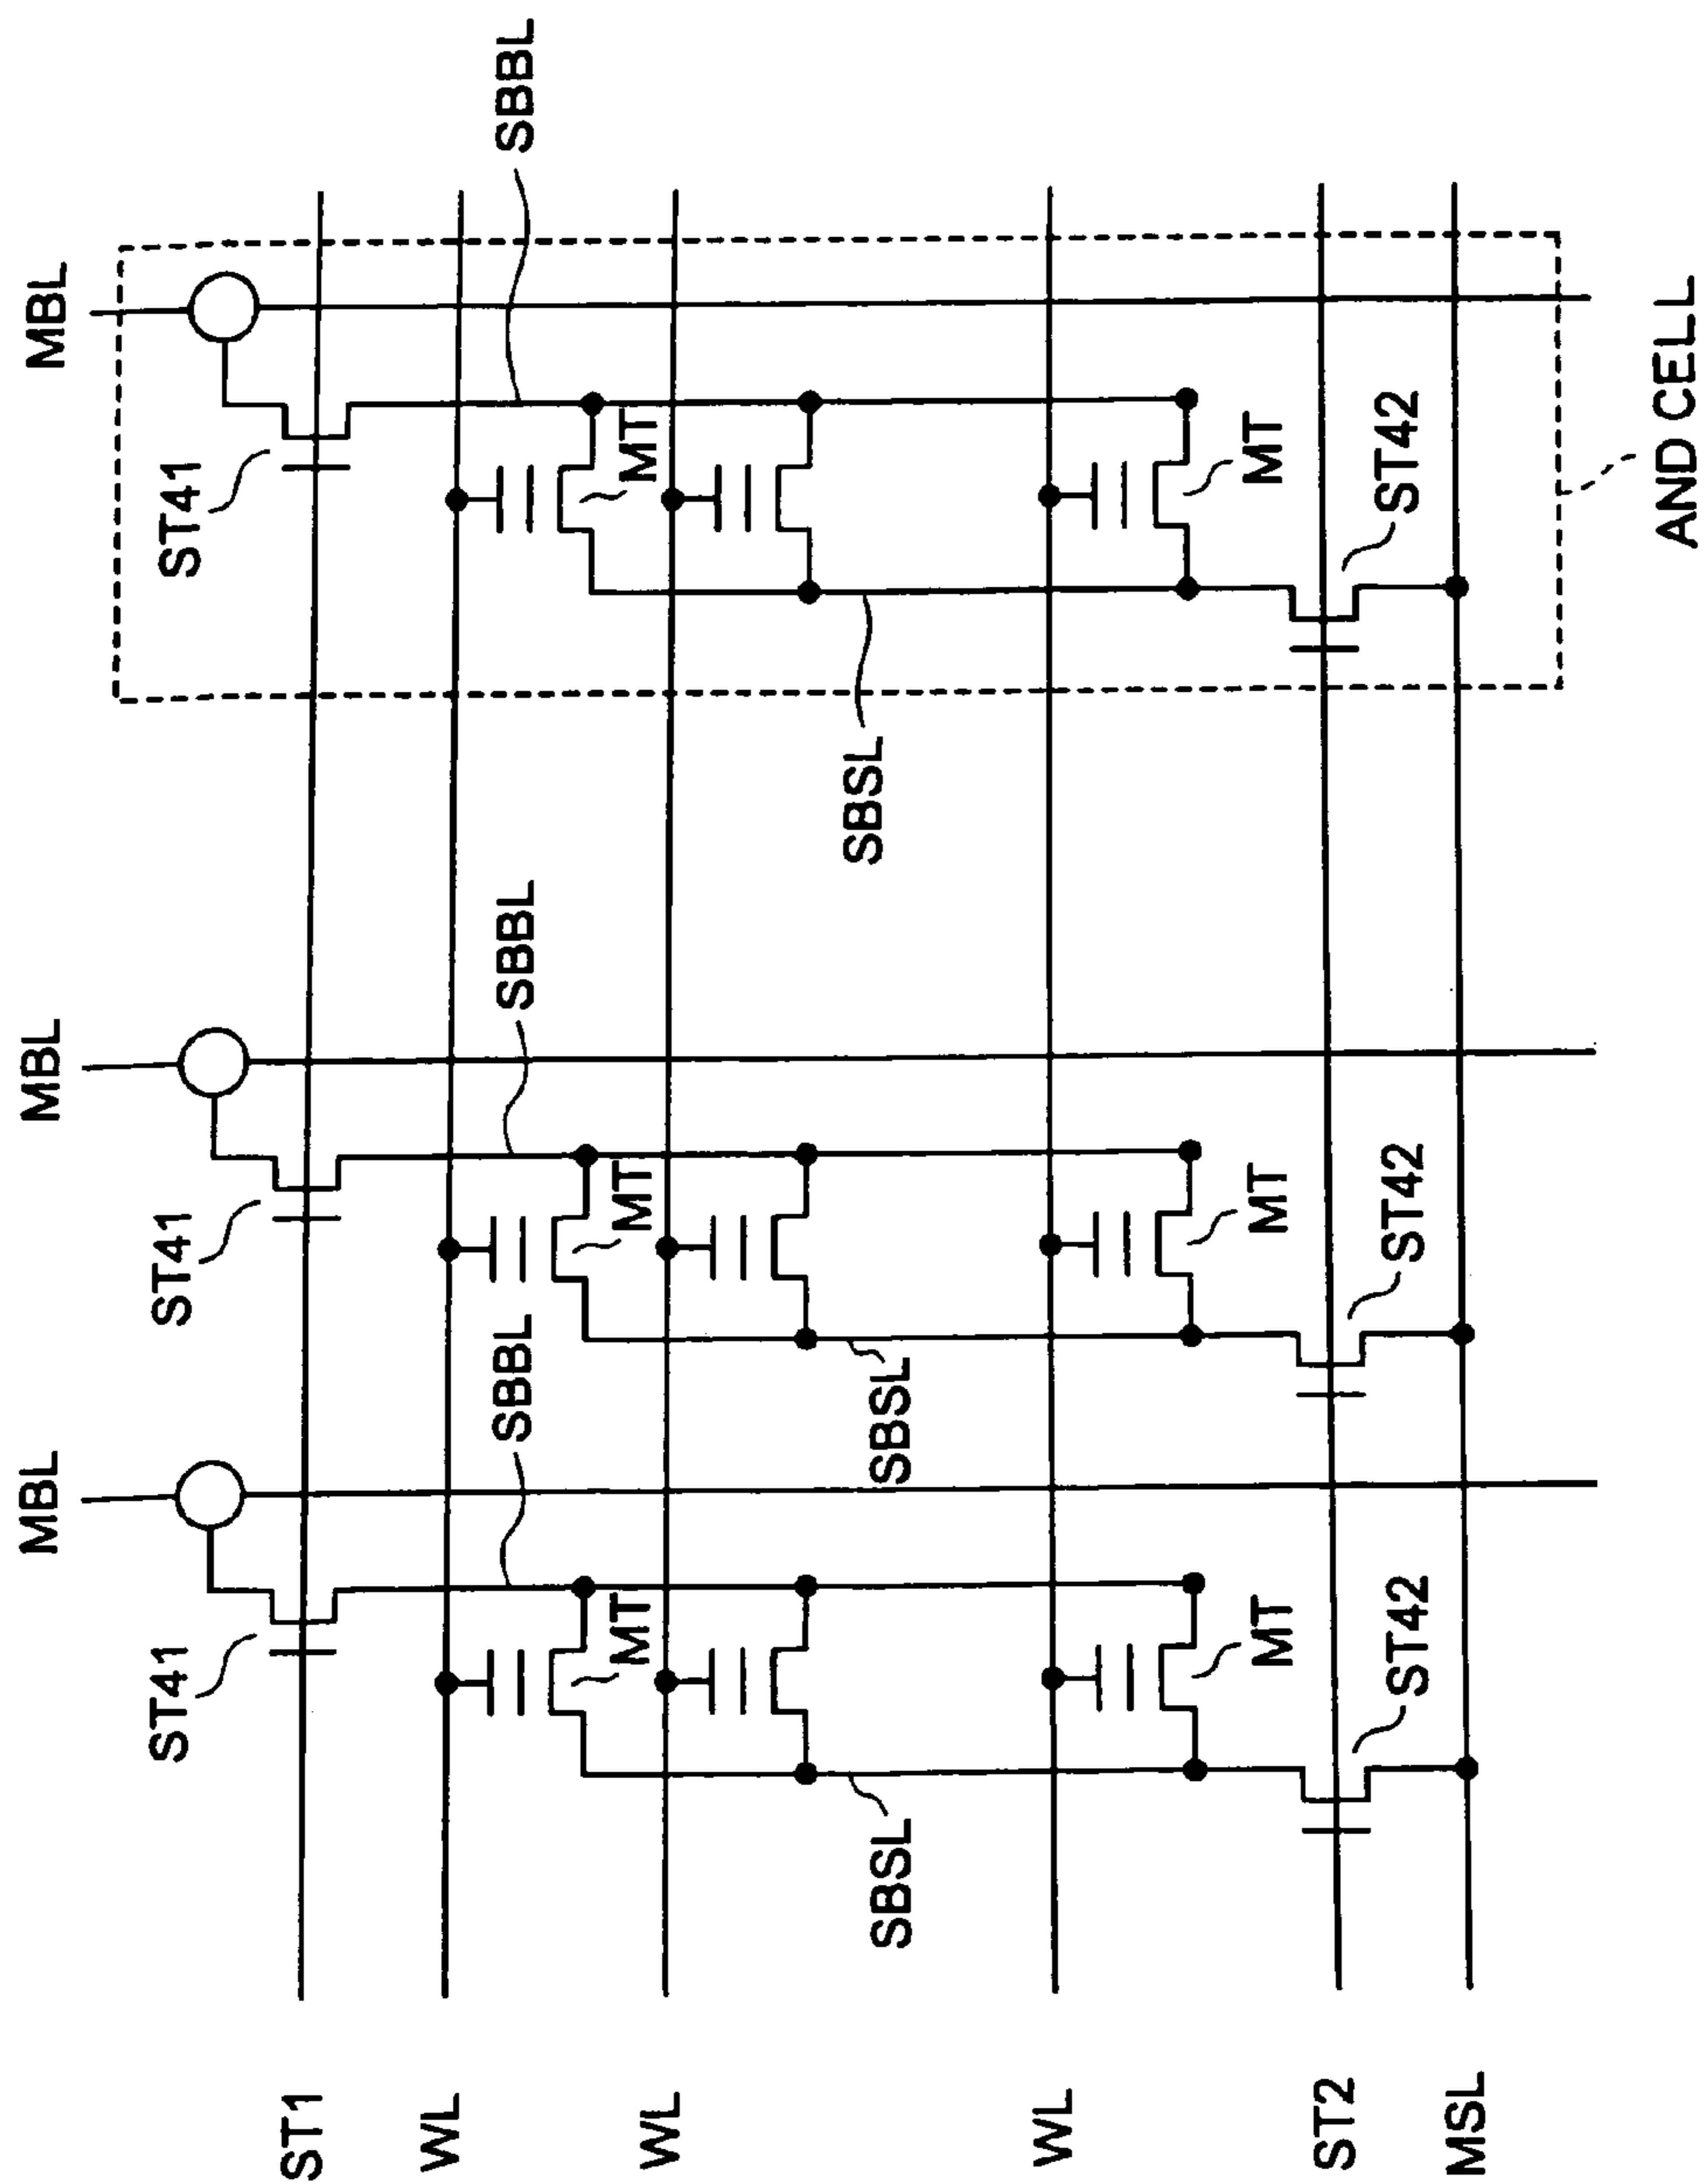 MBL
MBL
MBL
ST41
ST41
ST41
ST1
WL
SBBL
SBBL
SBBL
MT
MT
MT
WL
SBSL
SBSL
SBSL
WL
MT
MT
MT
ST2
ST42
ST42
ST42
MSL
AND CELL